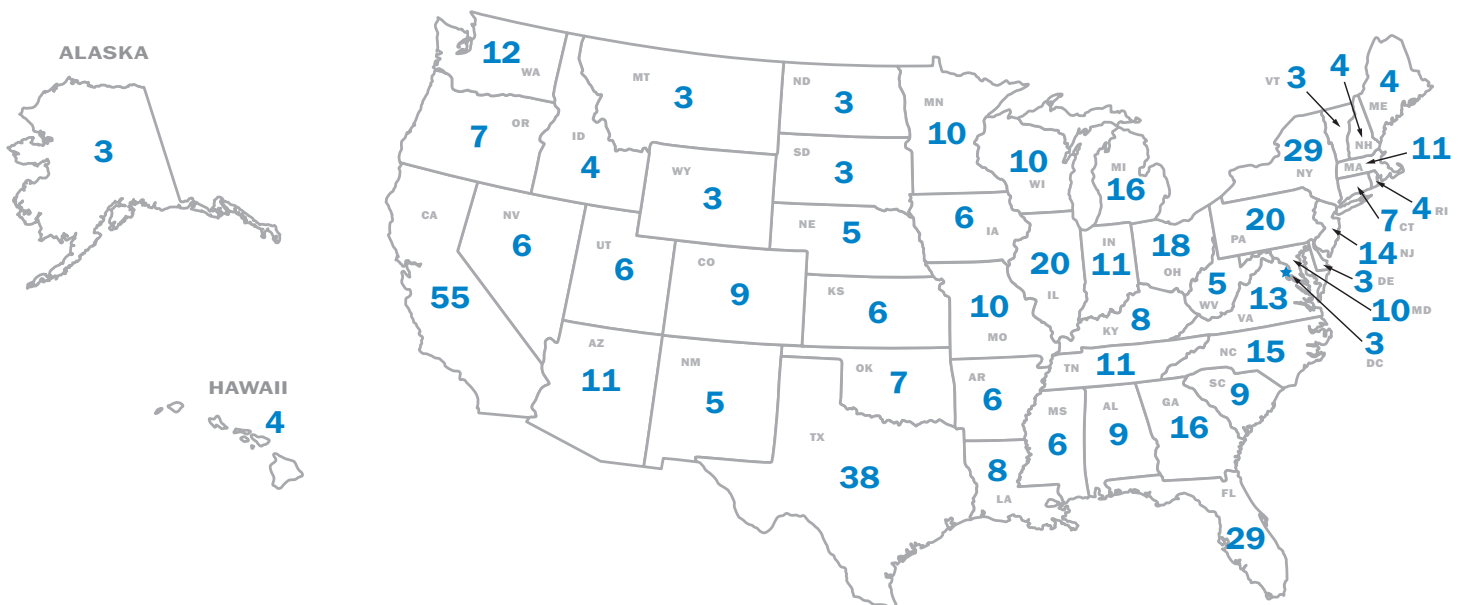 ALASKA
3
HAWAII
4
12
WA
7
OR
CA
55
NV
6
ID
4
MT
3
WY
3
UT
6
CO
9
AZ
11
NM
5
ND
3
SD
3
NE
5
KS
6
OK
7
TX
38
MN
10
6
IA
10
MO
AR
6
8
LA
10
WI
MI
16
20
IL
IN
11
18
OH
KY
8
TN
11
MS
6
AL
9
GA
16
FL
29
SC
9
NC
15
13
VA
5
WV
20
PA
29
NY
VT
3
4
NH
4
ME
MA
11
4
RI
7
CT
14
NJ
3
DE
10
MD
3
DC